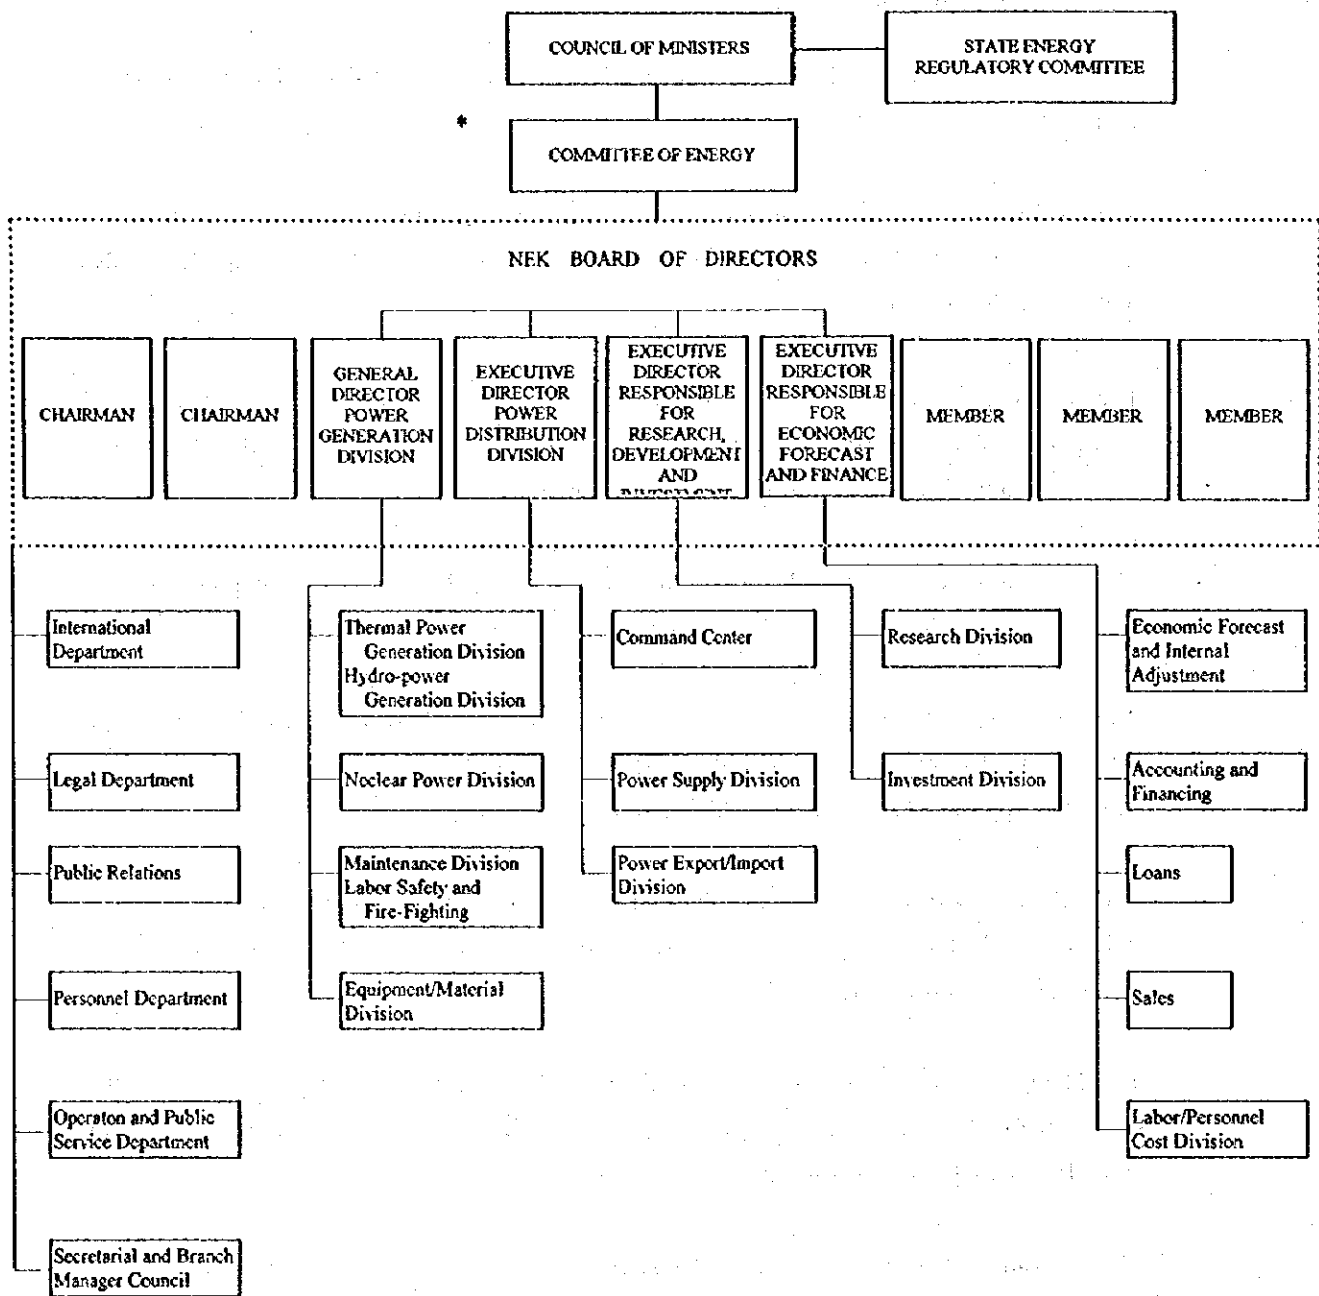 COUNCIL OF MINISTERS
STATE ENERGY
REGULATORY COMMITTEE
*
COMMITTEE OF ENERGY
NEK BOARD OF DIRECTORS
CHAIRMAN
CHAIRMAN
GENERAL
DIRECTOR
POWER
GENERATION
DIVISION
EXECUTIVE
DIRECTOR
POWER
DISTRIBUTION
DIVISION
EXECUTIVE
DIRECTOR
RESPONSIBLE
FOR
RESEARCH,
DEVELOPMENT
AND
EXECUTIVE
DIRECTOR
RESPONSIBLE
FOR
ECONOMIC
FORECAST
AND FINANCE
MEMBER
MEMBER
MEMBER
International
Department
Legal Department
Public Relations
Personnel Department
Operaton and Public
Service Department
Secretarial and Branch
Manager Council
Thermal Power
Generation Division
Hydro-power
Generation Division
Noclear Power Division
Maintenance Division
Labor Safety and
Fire-Fighting
Equipment/Material
Division
Command Center
Power Supply Division
Power Export/Import
Division
Research Division
Investment Division
Economic Forecast
and Internal
Adjustment
Accounting and
Financing
Loans
Sales
Labor/Personnel
Cost Division